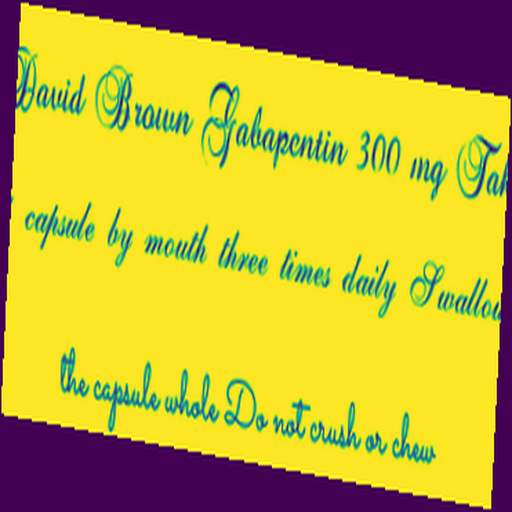 David Brown Gabapentin 300 mg
capsule by mouth three times daily
the capsule whole Do not crush or chew